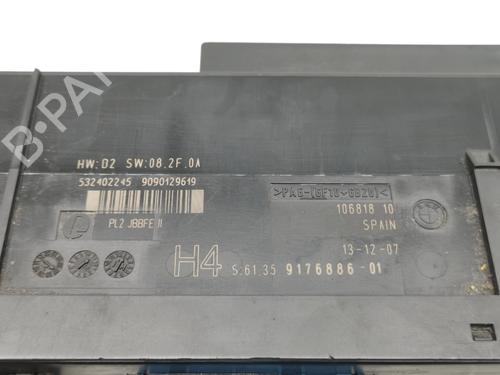 B-PARTS
HW:02 SW:08.2F.0A
532402245 9090129619
>PA6-(GF10+GB20)<
PL2 JBBFE II
106818 10
SPAIN
13-12-07
H4 S:61.35 9176886-01